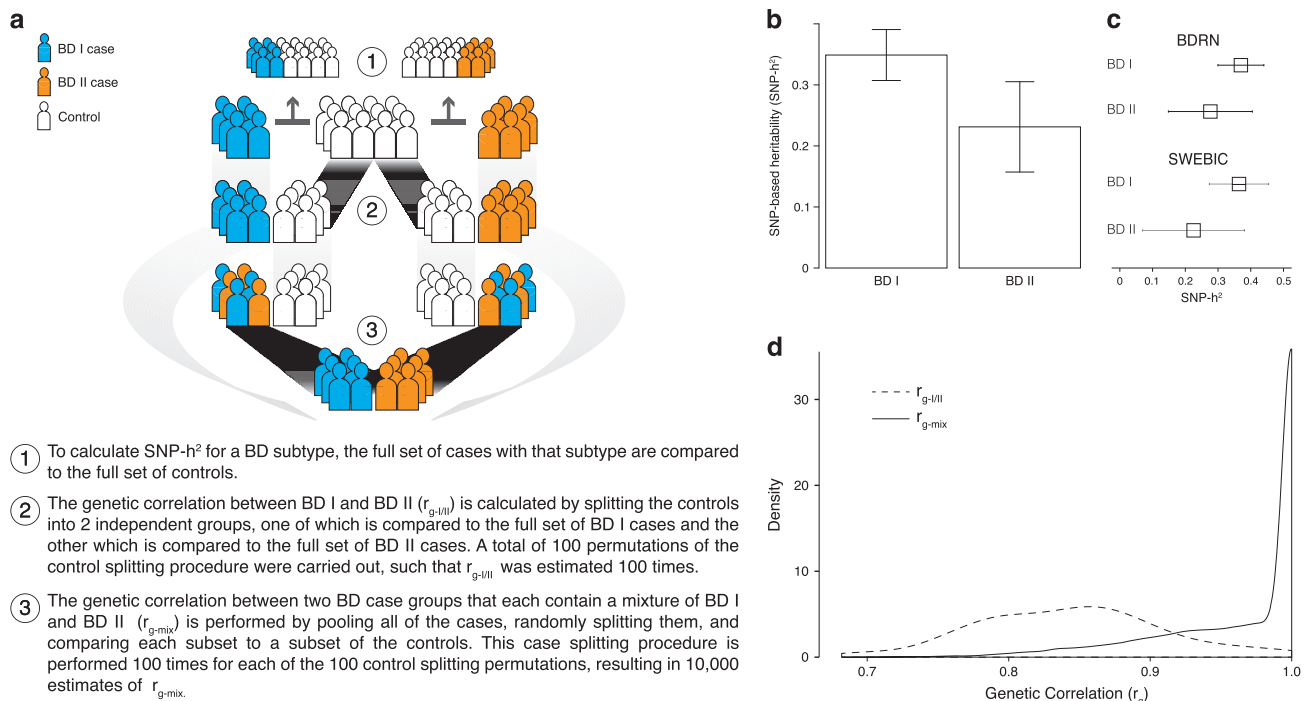 a
BD I case
BD II case
Control
1
2
3
1 To calculate SNP-h² for a BD subtype, the full set of cases with that subtype are compared
to the full set of controls.
2 The genetic correlation between BD I and BD II (rg-I/II) is calculated by splitting the controls
into 2 independent groups, one of which is compared to the full set of BD I cases and the
other which is compared to the full set of BD II cases. A total of 100 permutations of the
control splitting procedure were carried out, such that rg-I/II was estimated 100 times.
3 The genetic correlation between two BD case groups that each contain a mixture of BD I
and BD II (rg-mix) is performed by pooling all of the cases, randomly splitting them, and
comparing each subset to a subset of the controls. This case splitting procedure is
performed 100 times for each of the 100 control splitting permutations, resulting in 10,000
estimates of rg-mix.
b
SNP-based heritability (SNP-h²)
0.3
0.2
0.1
0
BD I
BD II
c
BDRN
BD I
BD II
SWEBIC
BD I
BD II
0 0.1 0.2 0.3 0.4 0.5
SNP-h²
d
rg-I/II
rg-mix
Density
30
20
10
0
0.7 0.8 0.9 1.0
Genetic Correlation (rg)